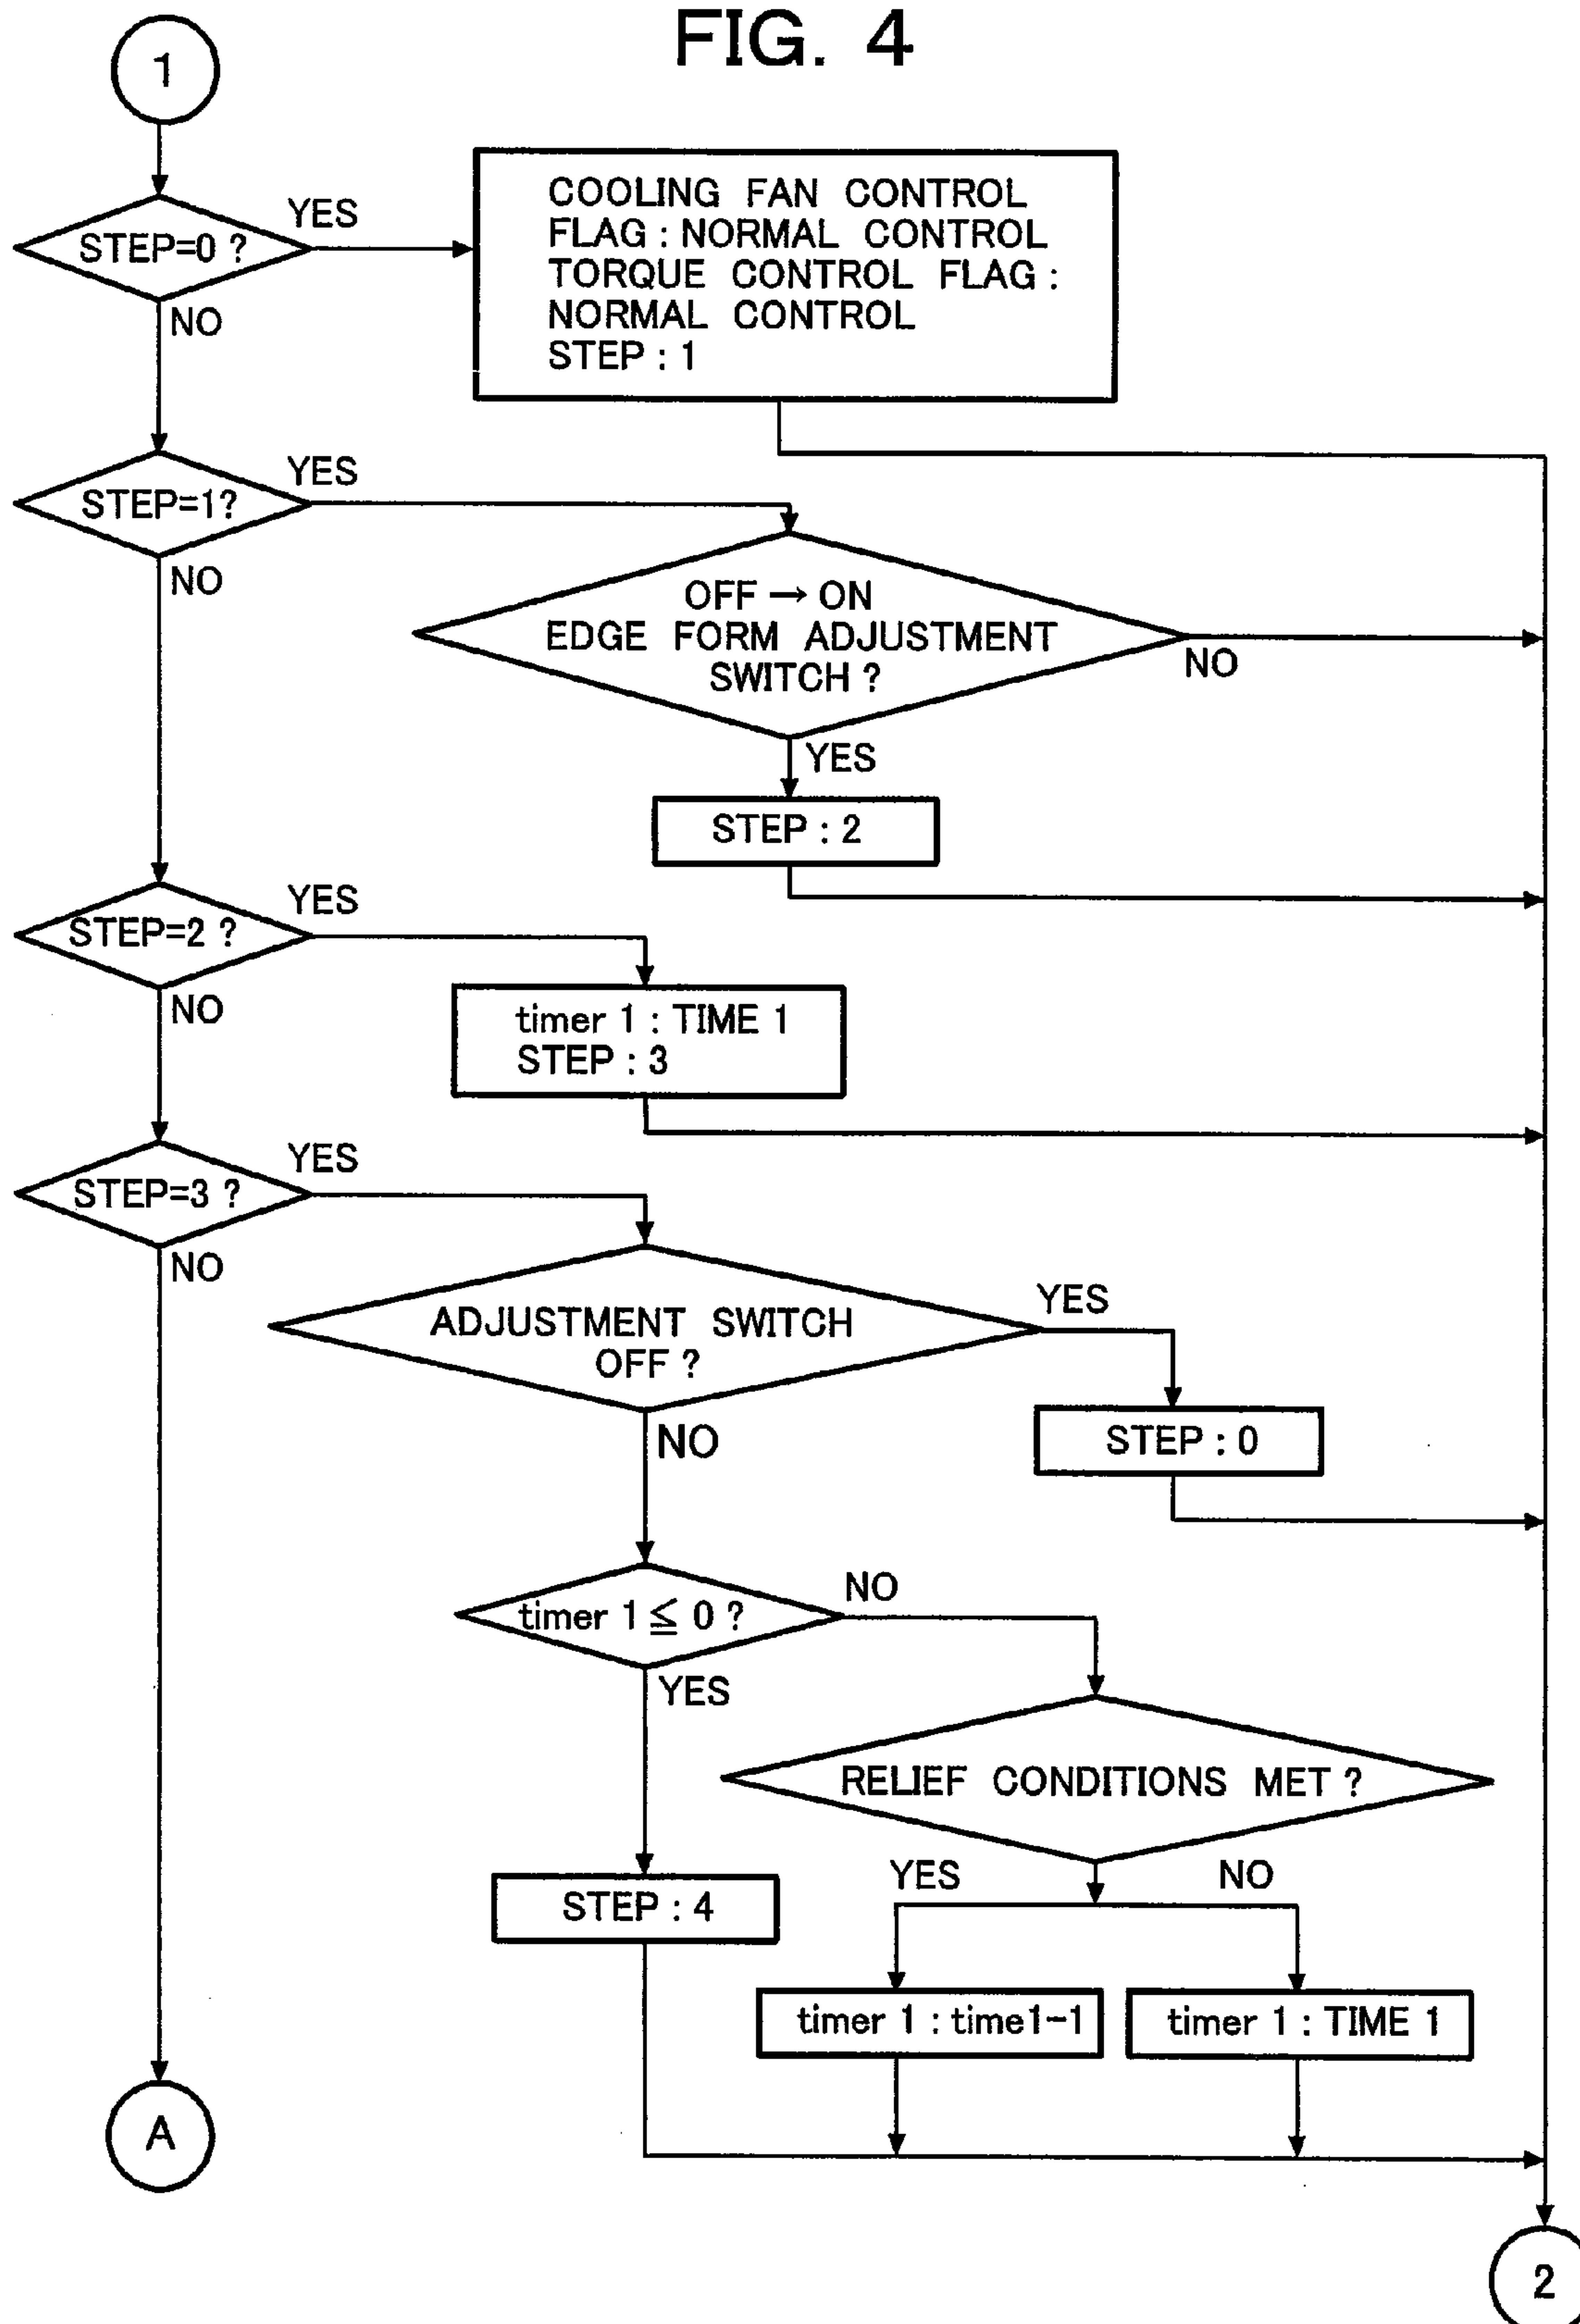 FIG. 4
1
STEP=0 ?
YES
NO
COOLING FAN CONTROL
FLAG : NORMAL CONTROL
TORQUE CONTROL FLAG :
NORMAL CONTROL
STEP : 1
STEP=1?
YES
NO
OFF → ON
EDGE FORM ADJUSTMENT
SWITCH ?
NO
YES
STEP : 2
STEP=2 ?
YES
NO
timer 1 : TIME 1
STEP : 3
STEP=3 ?
YES
NO
ADJUSTMENT SWITCH
OFF ?
YES
NO
STEP : 0
timer 1 ≦ 0 ?
NO
YES
RELIEF CONDITIONS MET ?
YES
NO
STEP : 4
timer 1 : time1-1
timer 1 : TIME 1
A
2